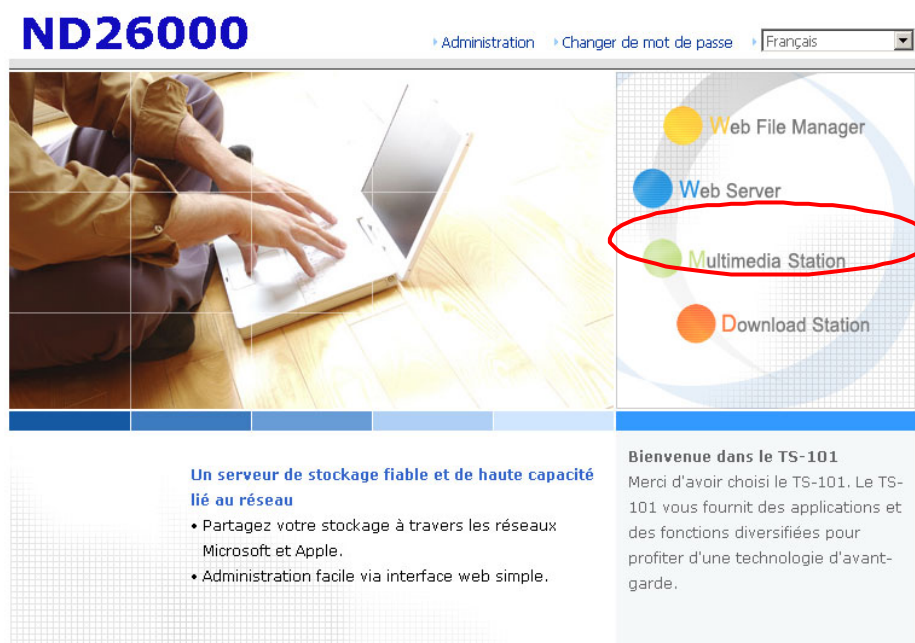 ND26000
Administration Changer de mot de passe Français
Web File Manager
Web Server
Multimedia Station
Download Station
Un serveur de stockage fiable et de haute capacité
lié au réseau
• Partagez votre stockage à travers les réseaux
Microsoft et Apple.
• Administration facile via interface web simple.
Bienvenue dans le TS-101
Merci d'avoir choisi le TS-101. Le TS-
101 vous fournit des applications et
des fonctions diversifiées pour
profiter d'une technologie d'avant-
garde.